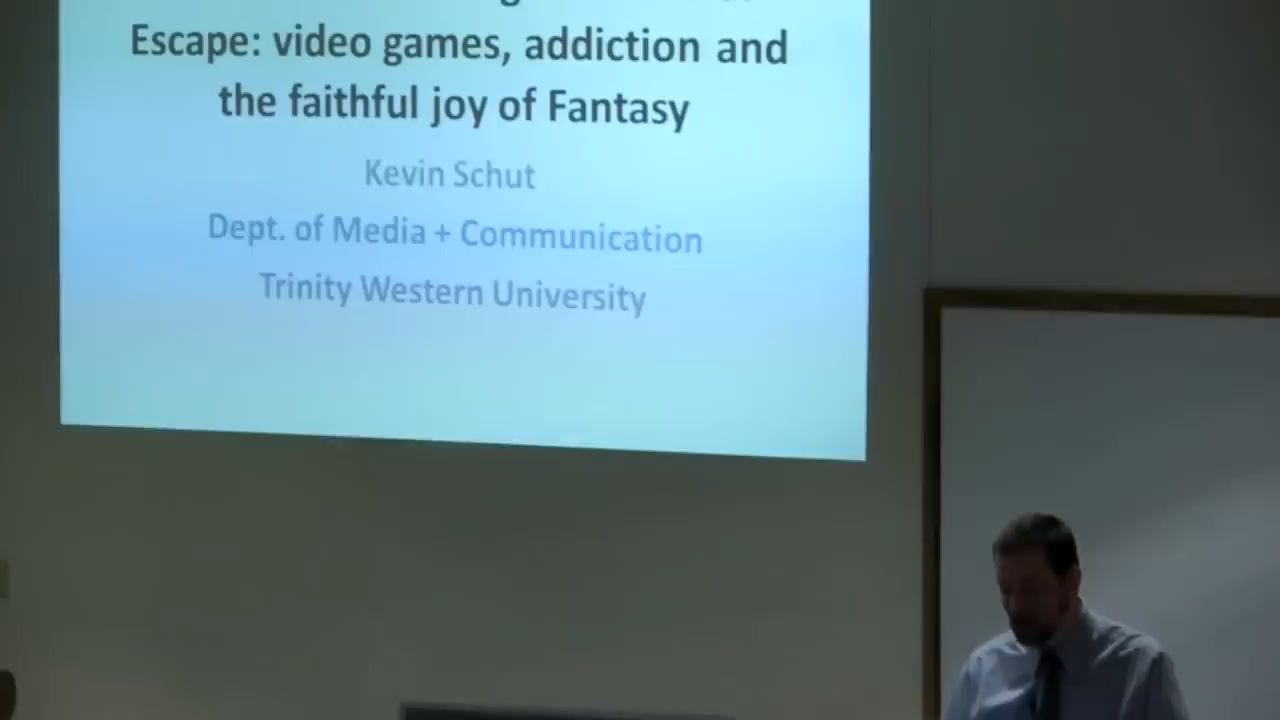 Escape: video games, addiction and
the faithful joy of Fantasy
Kevin Schut
Dept. of Media + Communication
Trinity Western University